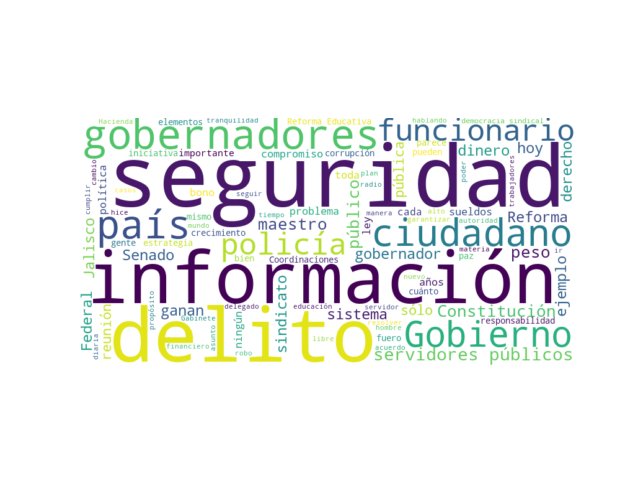 Hacienda elementos tranquilidad Reforma Educativa hablando democracia sindical
gobernadores funcionario
iniciativa importante compromiso corrupción parece pueden dinero hoy
seguridad
cambio política bono seguir toda plan radio pública poder trabajadores derecho
cumplir hice mismo mundo crecimiento tiempo problema público manera cada alto sueldos garantizar autoridad Reforma
país maestro ley ciudadano
Jalisco gente estrategia policía
Senado bien Coordinaciones gobernador paz materia peso ir
información
nuevo años cuánto ejemplo
Federal reunión diaria propósito ganan delegado educación sistema servidor sólo Constitución
delito Gabinete asunto ningún sindicato hombre fuero responsabilidad
Gobierno
financiero robo libre acuerdo servidores públicos